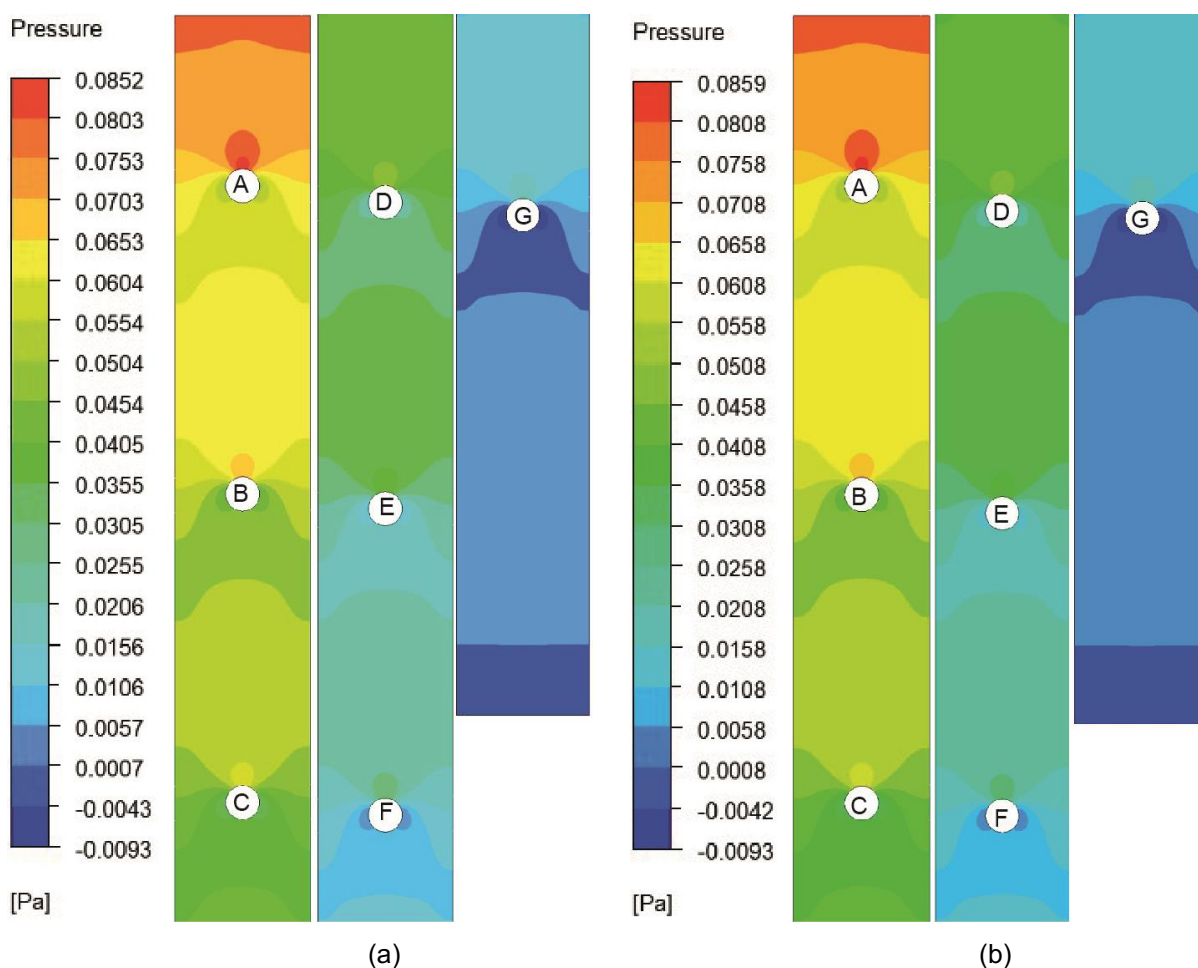 Pressure
0.0852
0.0803
0.0753
0.0703
0.0653
0.0604
0.0554
0.0504
0.0454
0.0405
0.0355
0.0305
0.0255
0.0206
0.0156
0.0106
0.0057
0.0007
-0.0043
-0.0093
[Pa]
A
B
C
D
E
F
G
(a)
Pressure
0.0859
0.0808
0.0758
0.0708
0.0658
0.0608
0.0558
0.0508
0.0458
0.0408
0.0358
0.0308
0.0258
0.0208
0.0158
0.0108
0.0058
0.0008
-0.0042
-0.0093
[Pa]
A
B
C
D
E
F
G
(b)